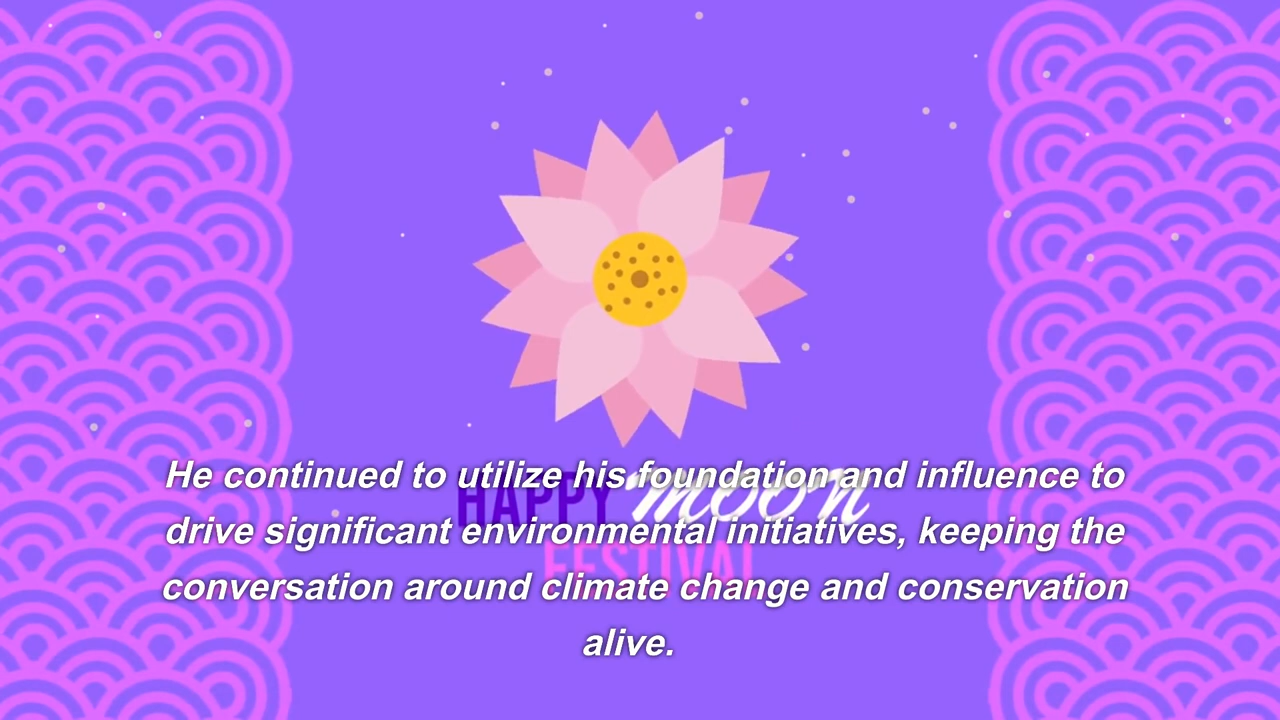 He continued to utilize his foundation and influence to
HAPPY moon
drive significant environmental initiatives, keeping the
FESTIVAL
conversation around climate change and conservation
alive.